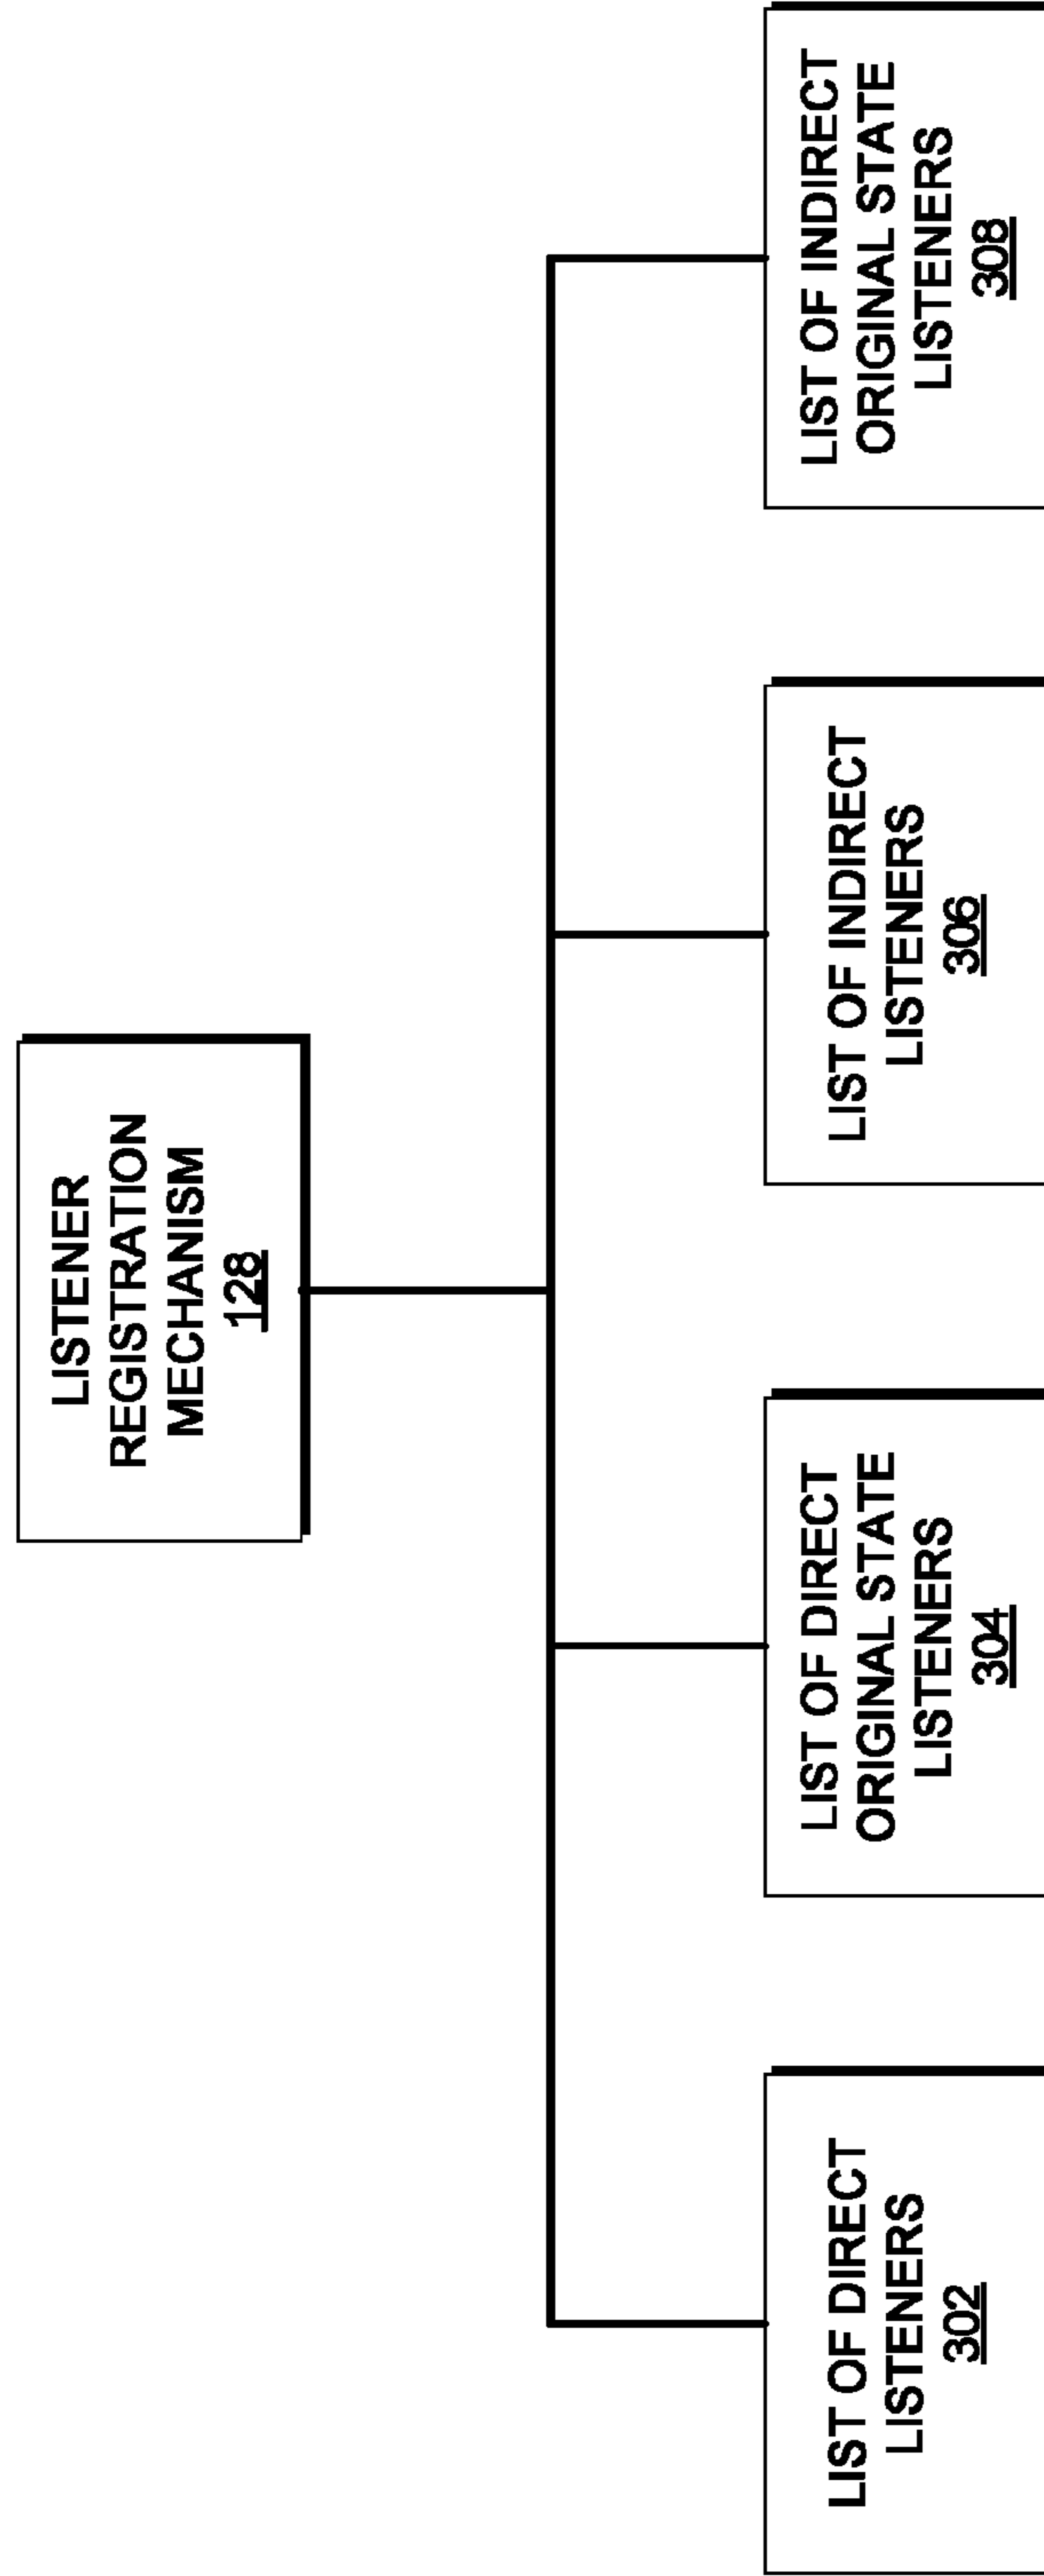 LISTENER
REGISTRATION
MECHANISM
128
LIST OF DIRECT
LISTENERS
302
LIST OF DIRECT
ORIGINAL STATE
LISTENERS
304
LIST OF INDIRECT
LISTENERS
306
LIST OF INDIRECT
ORIGINAL STATE
LISTENERS
308